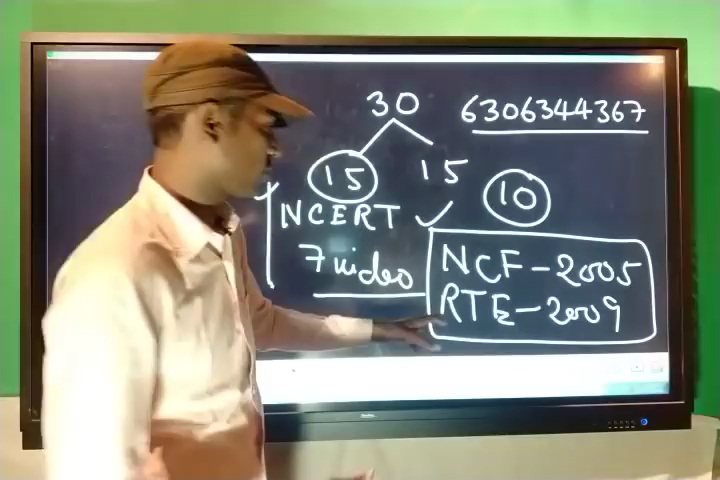 30
6306344367
15
15
10
NCERT ✓
7 video
NCF-2005
RTE-2009